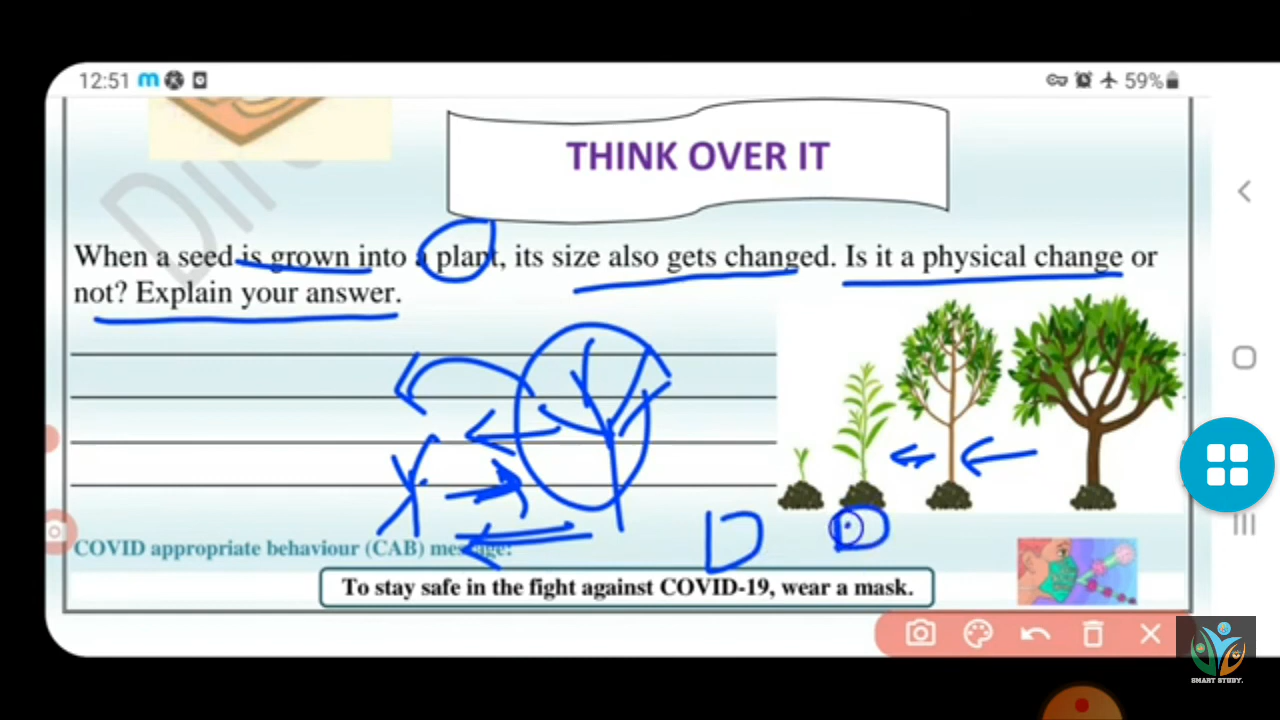 12:51 m
59%
THINK OVER IT
When a seed is grown into a plant, its size also gets changed. Is it a physical change or
not? Explain your answer.
D D
COVID appropriate behaviour (CAB) message:
To stay safe in the fight against COVID-19, wear a mask.
SMART STUDY.